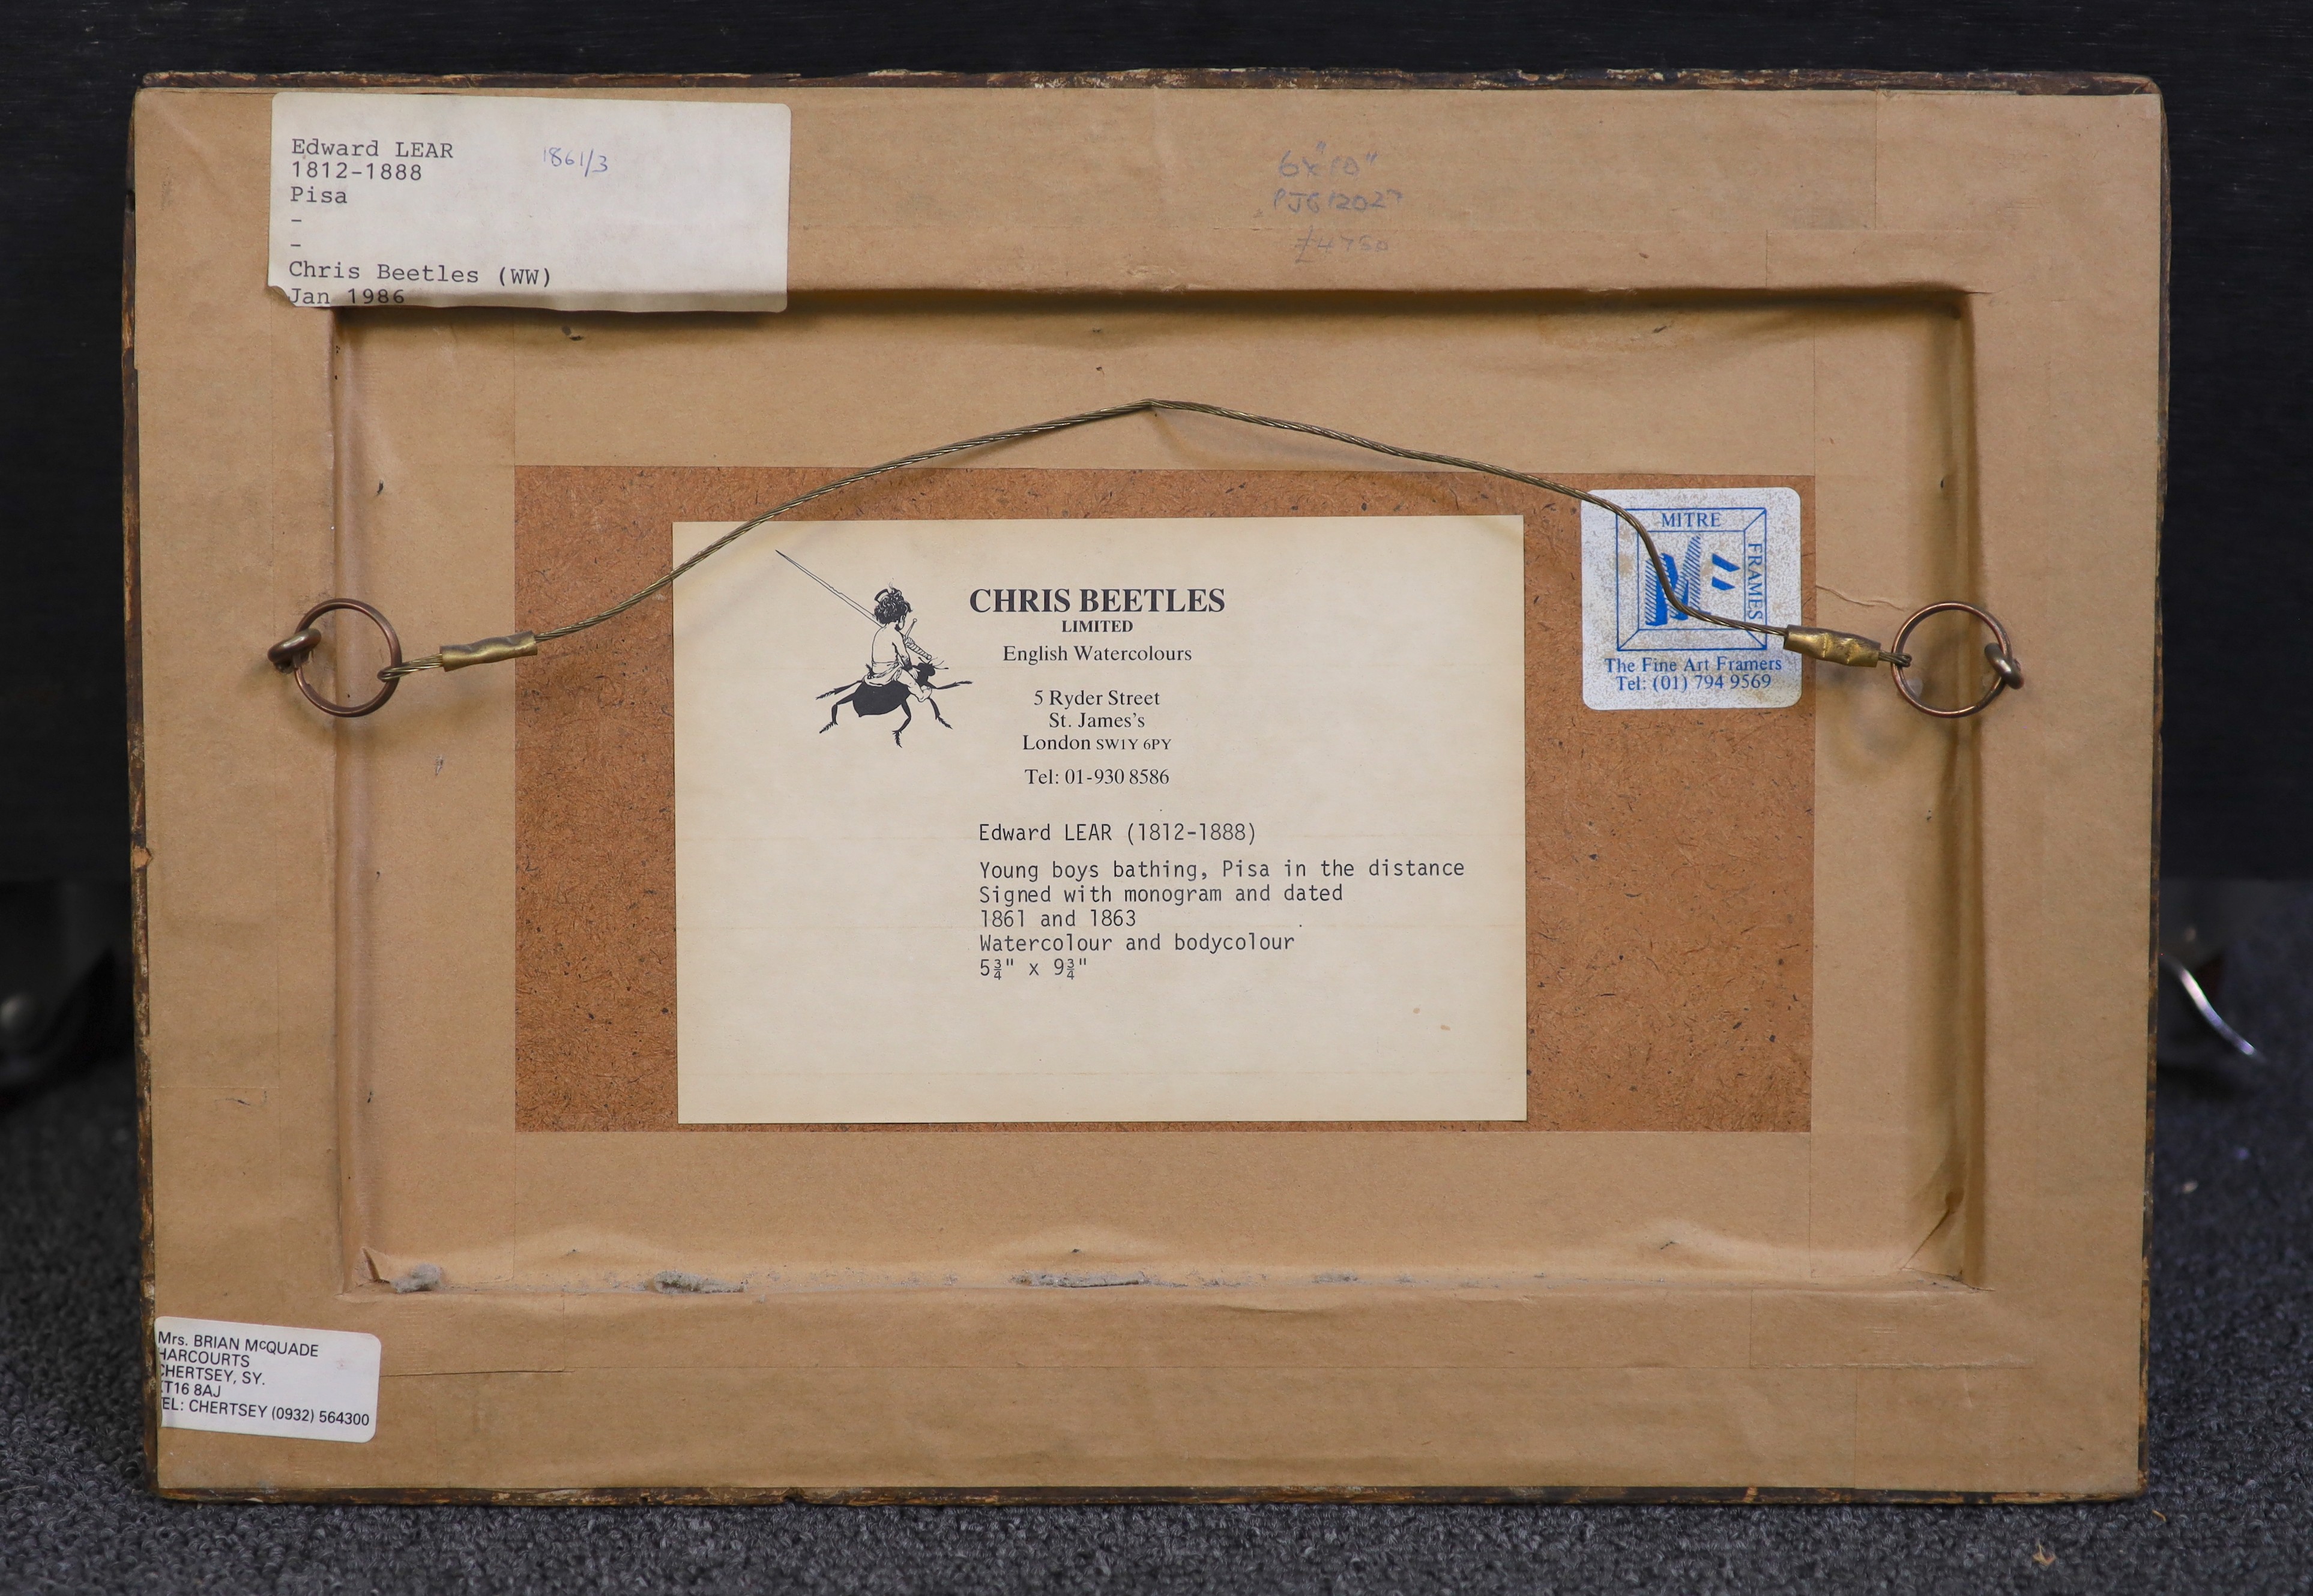 Edward LEAR
1861/3
1812-1888
Pisa
-
-
Chris Beetles (WW)
Jan 1986
6" x 10"
£4750
CHRIS BEETLES
LIMITED
English Watercolours
5 Ryder Street
St. James's
London SW1Y 6PY
Tel: 01-930 8586
Edward LEAR (1812-1888)
Young boys bathing, Pisa in the distance
Signed with monogram and dated
1861 and 1863
Watercolour and bodycolour
5¾" x 9¾"
MITRE
FRAMES
The Fine Art Framers
Tel: (01) 794 9569
Mrs. BRIAN McQUADE
HARCOURTS
CHERTSEY, SY.
T16 8AJ
EL: CHERTSEY (0932) 564300